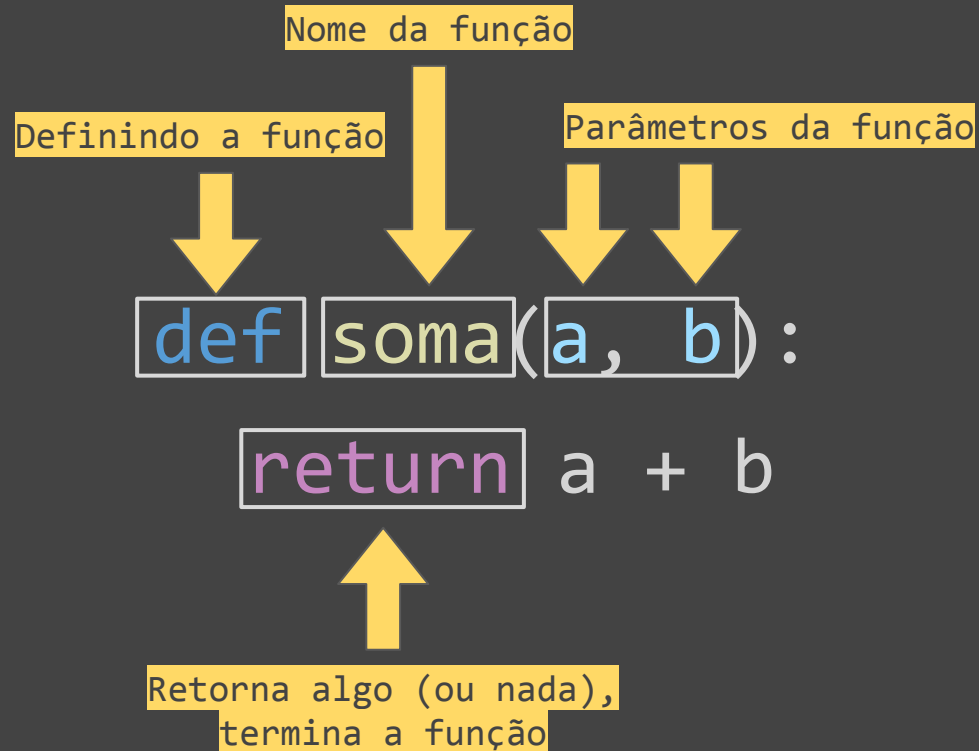 Nome da função
Definindo a função
Parâmetros da função
def soma(a, b):
return a + b
Retorna algo (ou nada),
termina a função